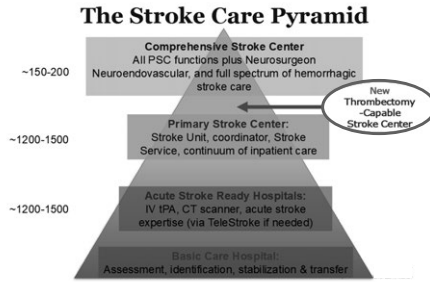 The Stroke Care Pyramid
Comprehensive Stroke Center
All PSC functions plus Neurosurgeon
Neuroendovascular, and full spectrum of hemorrhagic
stroke care
~150-200
New
Thrombectomy
-Capable
Stroke Center
Primary Stroke Center:
Stroke Unit, coordinator, Stroke
Service, continuum of inpatient care
~1200-1500
Acute Stroke Ready Hospitals:
IV tPA, CT scanner, acute stroke
expertise (via TeleStroke if needed)
~1200-1500
Basic Care Hospital:
Assessment, identification, stabilization & transfer